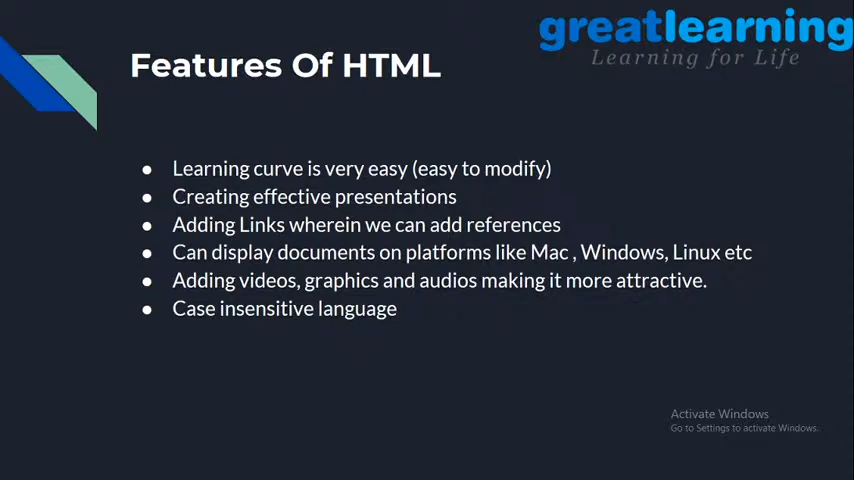 greatlearning
Learning for Life
Features Of HTML
● Learning curve is very easy (easy to modify)
● Creating effective presentations
● Adding Links wherein we can add references
● Can display documents on platforms like Mac , Windows, Linux etc
● Adding videos, graphics and audios making it more attractive.
● Case insensitive language
Activate Windows
Go to Settings to activate Windows.